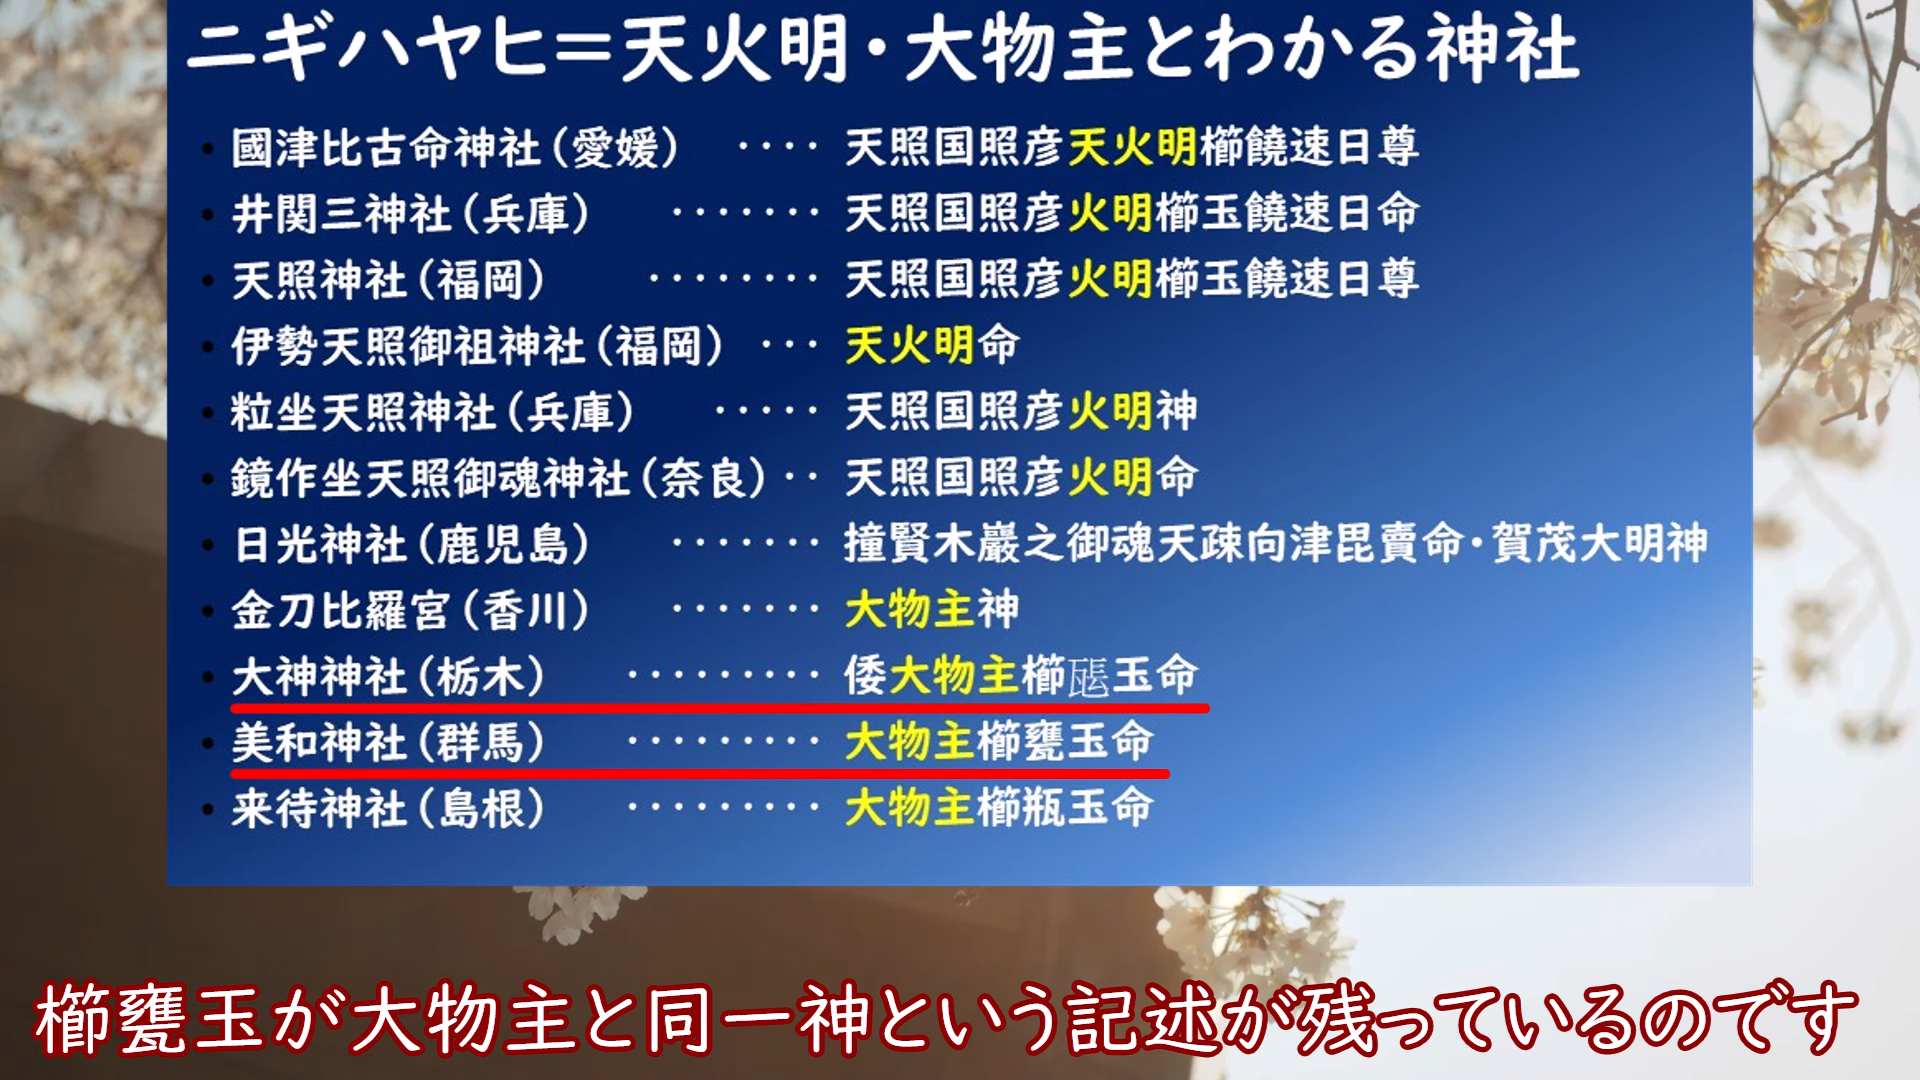 ニギハヤヒ＝天火明・大物主とわかる神社
• 國津比古命神社（愛媛） ‥‥ 天照国照彦天火明櫛饒速日尊
• 井関三神社（兵庫） ‥‥‥・ 天照国照彦火明櫛玉饒速日命
• 天照神社（福岡） ‥‥‥‥ 天照国照彦火明櫛玉饒速日尊
• 伊勢天照御祖神社（福岡） ‥・ 天火明命
• 粒坐天照神社（兵庫） ‥‥・ 天照国照彦火明神
• 鏡作坐天照御魂神社（奈良） ‥ 天照国照彦火明命
• 日光神社（鹿児島） ‥‥‥・ 撞賢木巌之御魂天疎向津毘賣命・賀茂大明神
• 金刀比羅宮（香川） ‥‥‥・ 大物主神
• 大神神社（栃木） ‥‥‥‥・ 倭大物主櫛玉命
• 美和神社（群馬） ‥‥‥‥・ 大物主櫛甕玉命
• 来待神社（島根） ‥‥‥‥・ 大物主櫛瓶玉命
櫛甕玉が大物主と同一神という記述が残っているのです